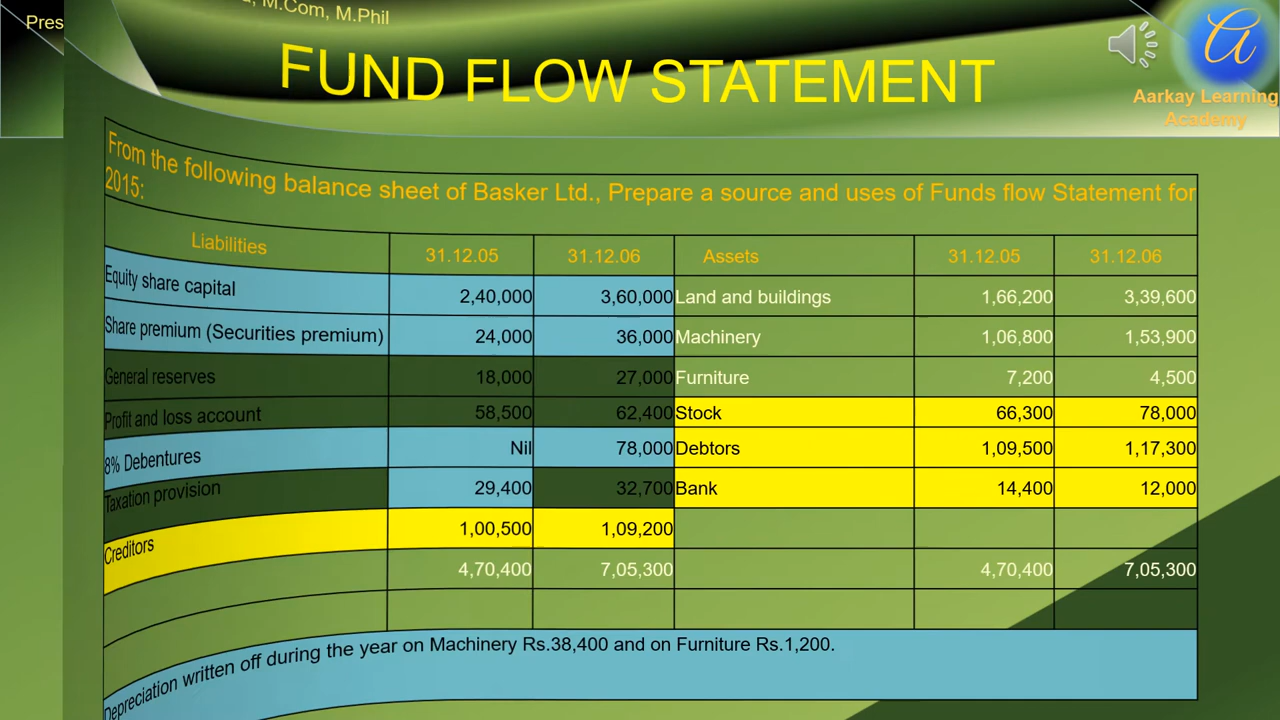 Pres
M.Com, M.Phil
FUND FLOW STATEMENT
Aarkay Learning
Academy
From the following balance sheet of Basker Ltd., Prepare a source and uses of Funds flow Statement for
2015:
Liabilities 31.12.05 31.12.06 Assets 31.12.05 31.12.06
Equity share capital 2,40,000 3,60,000 Land and buildings 1,66,200 3,39,600
Share premium (Securities premium) 24,000 36,000 Machinery 1,06,800 1,53,900
General reserves 18,000 27,000 Furniture 7,200 4,500
Profit and loss account 58,500 62,400 Stock 66,300 78,000
8% Debentures Nil 78,000 Debtors 1,09,500 1,17,300
Taxation provision 29,400 32,700 Bank 14,400 12,000
Creditors 1,00,500 1,09,200
4,70,400 7,05,300 4,70,400 7,05,300
Depreciation written off during the year on Machinery Rs.38,400 and on Furniture Rs.1,200.